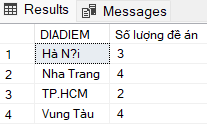 Results Messages
DIADIEM Số lượng đề án
1 Hà N?i 3
2 Nha Trang 4
3 TP.HCM 2
4 Vung Tàu 4